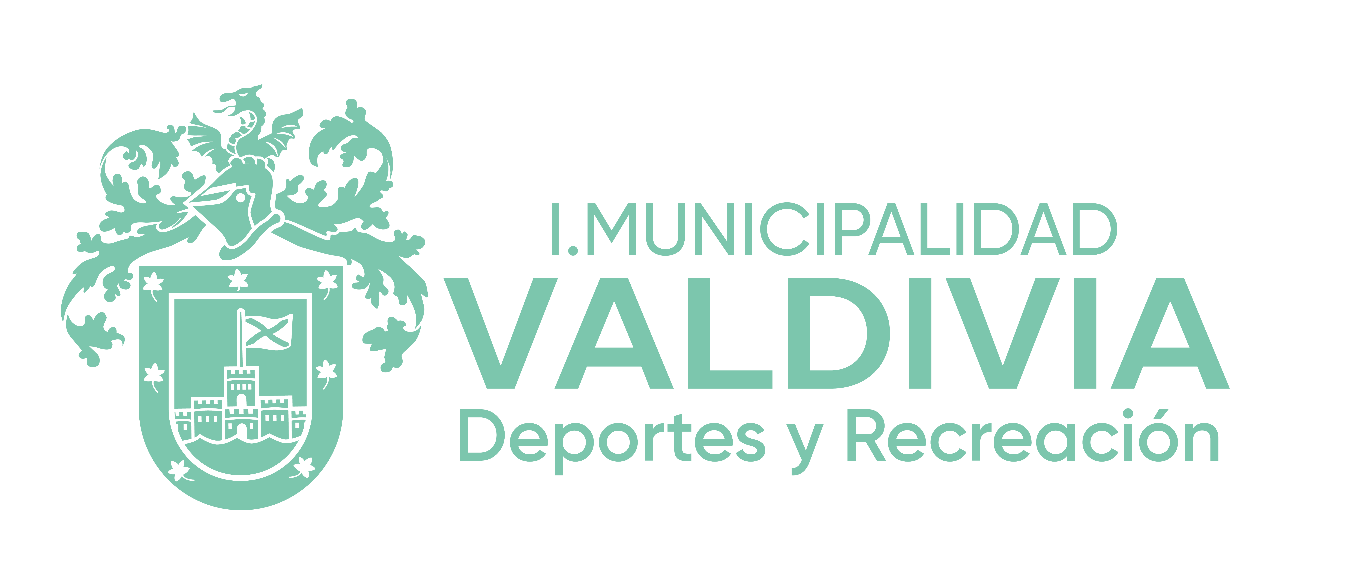 I.MUNICIPALIDAD
VALDIVIA
Deportes y Recreación